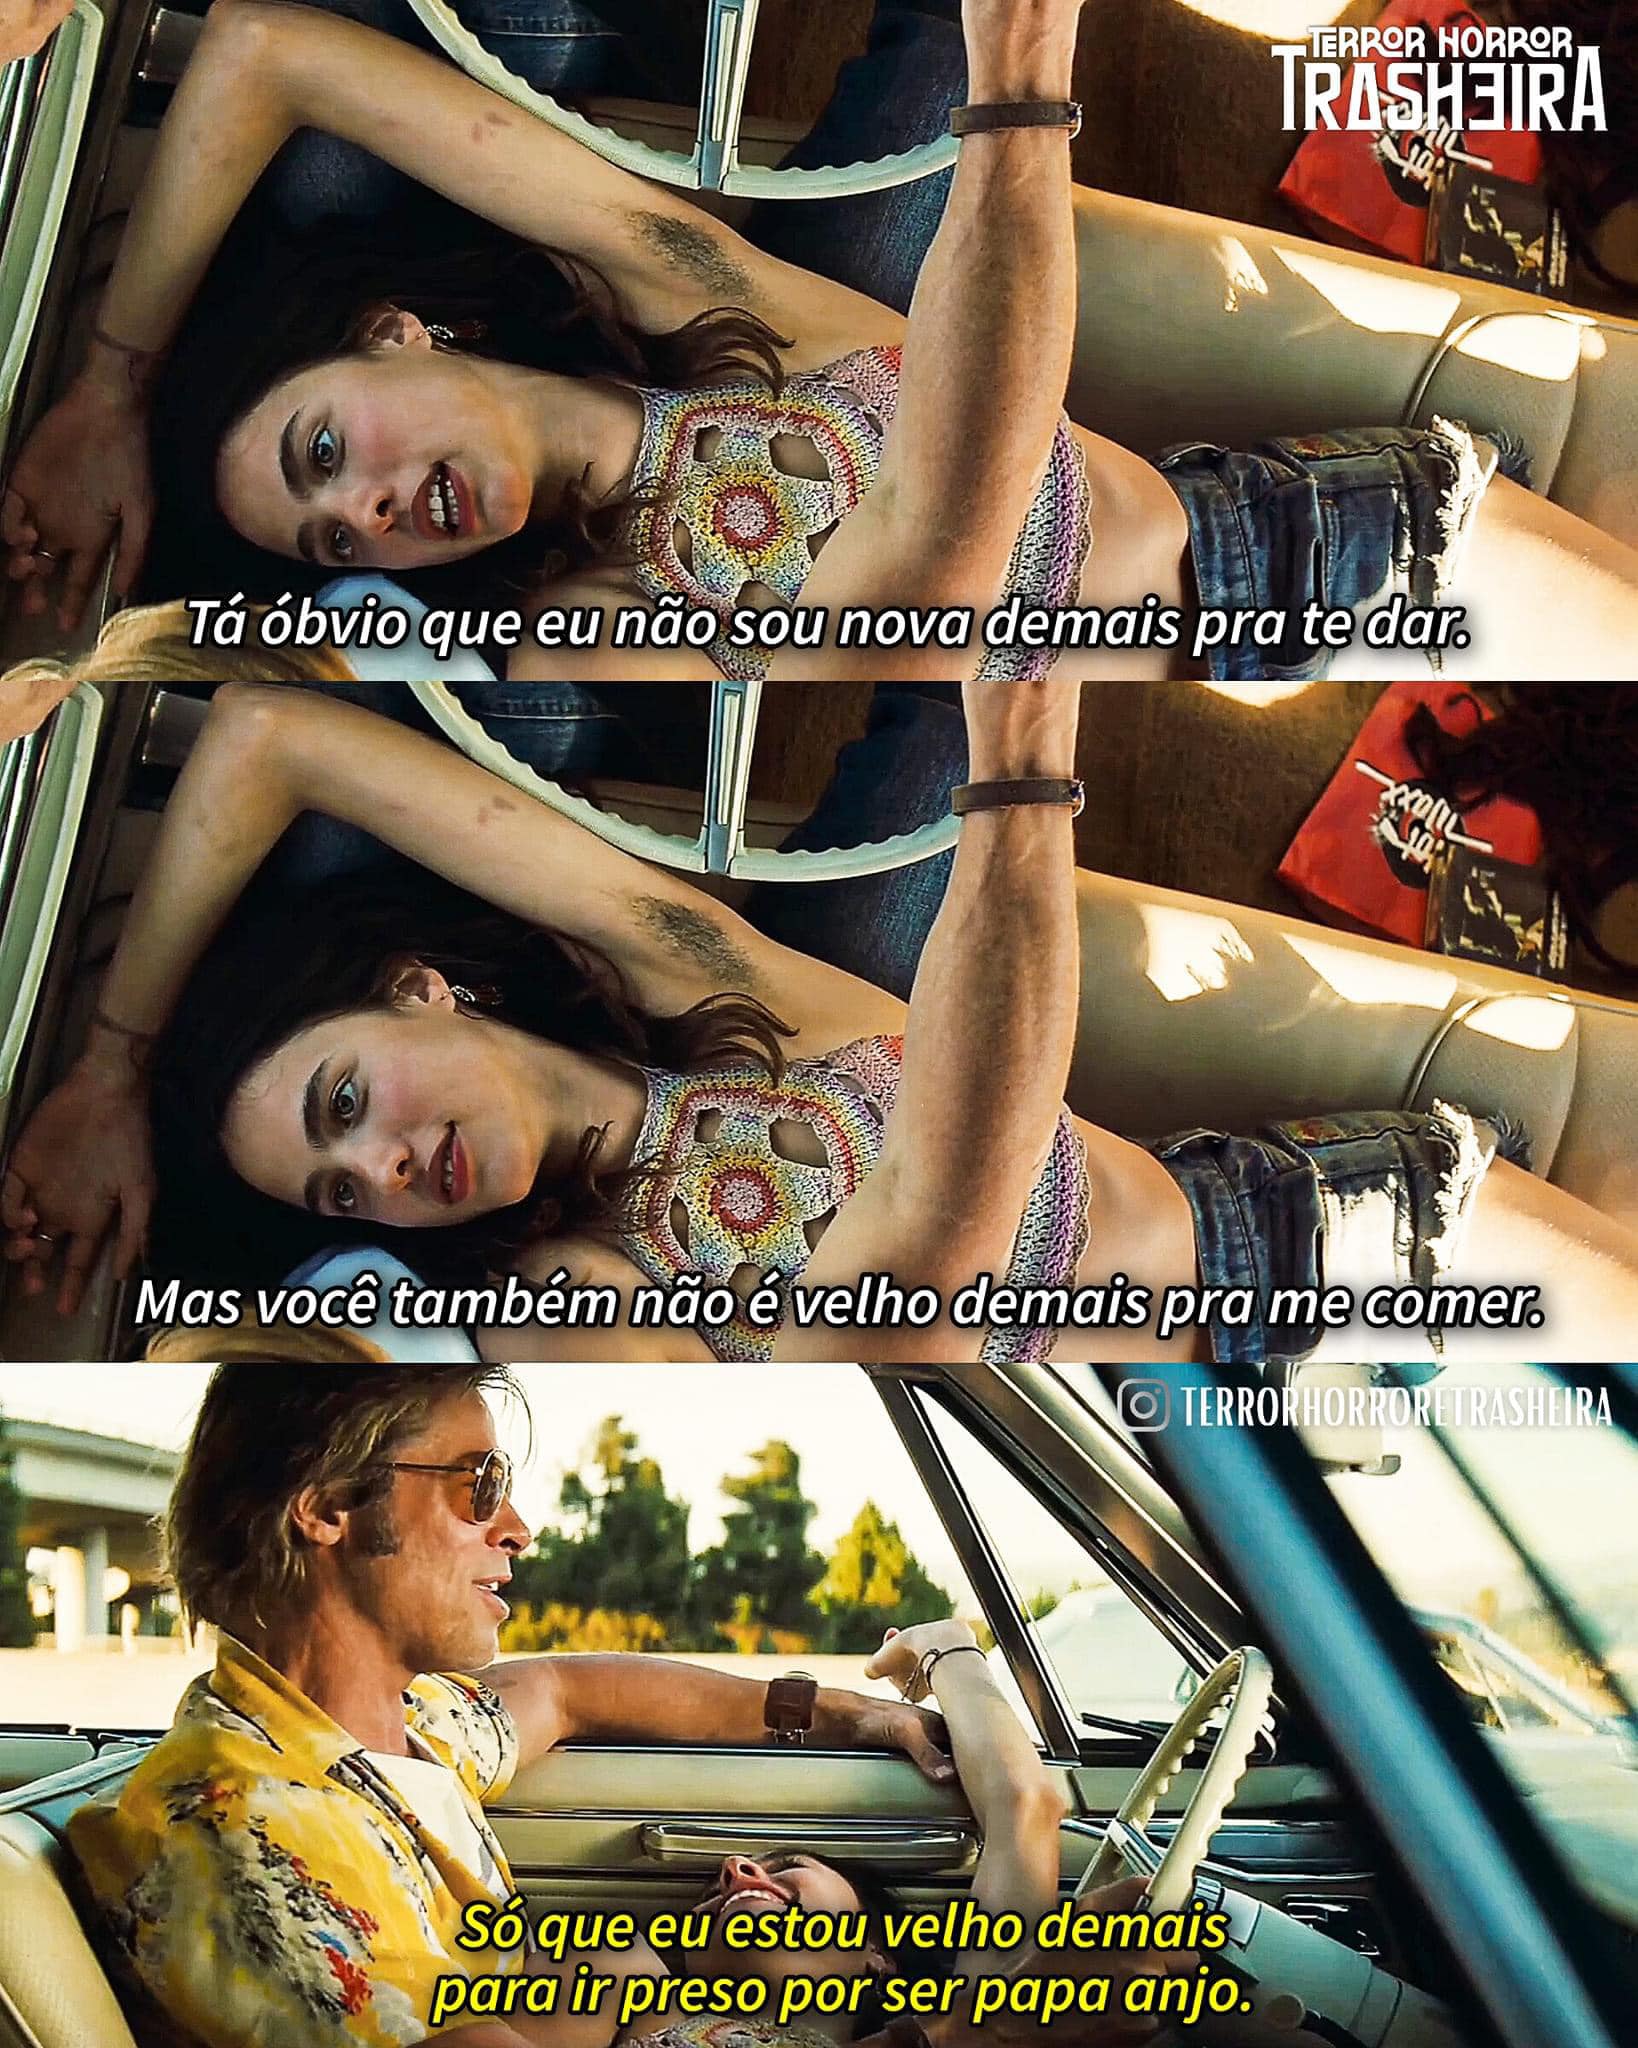 TERROR HORROR
TRASHEIRA
Tá óbvio que eu não sou nova demais pra te dar.
Mas você também não é velho demais pra me comer.
TERRORHORRORETRASHEIRA
Só que eu estou velho demais
para ir preso por ser papa anjo.